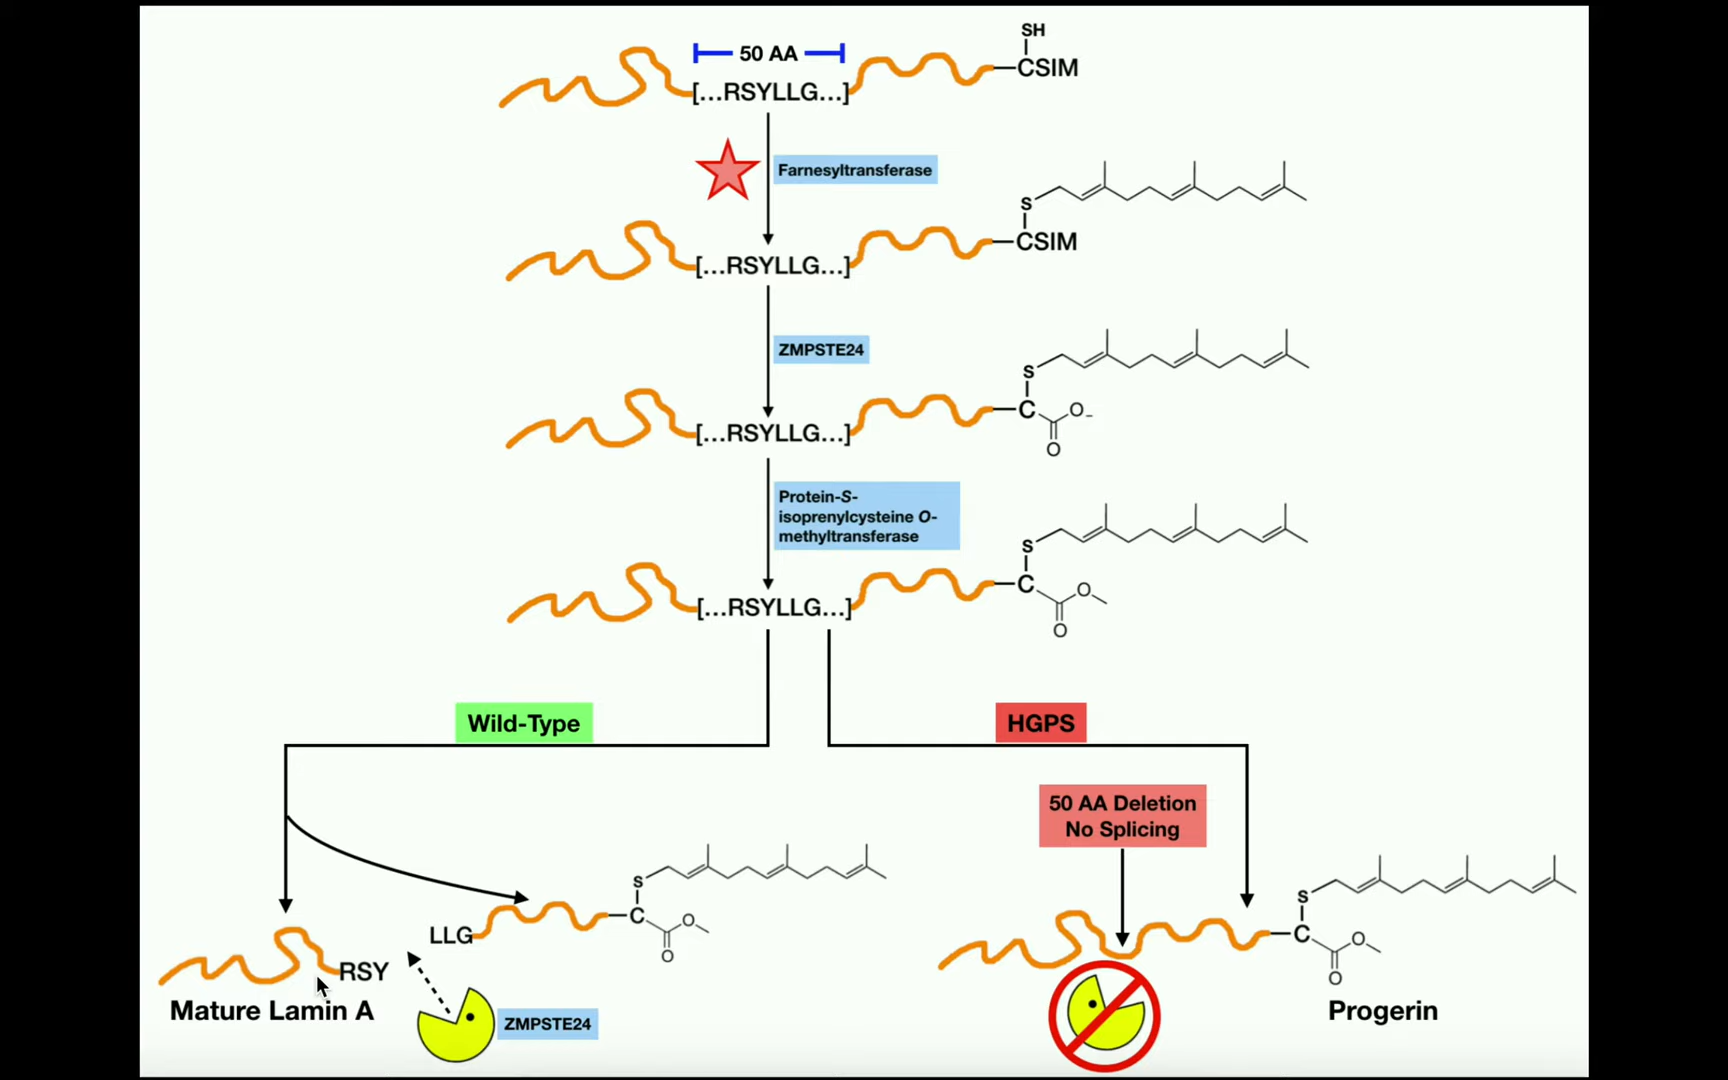 SH
50 AA
CSIM
[...RSYLLG...]
Farnesyltransferase
S
CSIM
[...RSYLLG...]
ZMPSTE24
S
C
O-
O
[...RSYLLG...]
Protein-S-
isoprenylcysteine O-
methyltransferase
S
C
O
O
[...RSYLLG...]
Wild-Type
HGPS
50 AA Deletion
No Splicing
S
C
O
O
LLG
RSY
Mature Lamin A
ZMPSTE24
S
C
O
O
Progerin